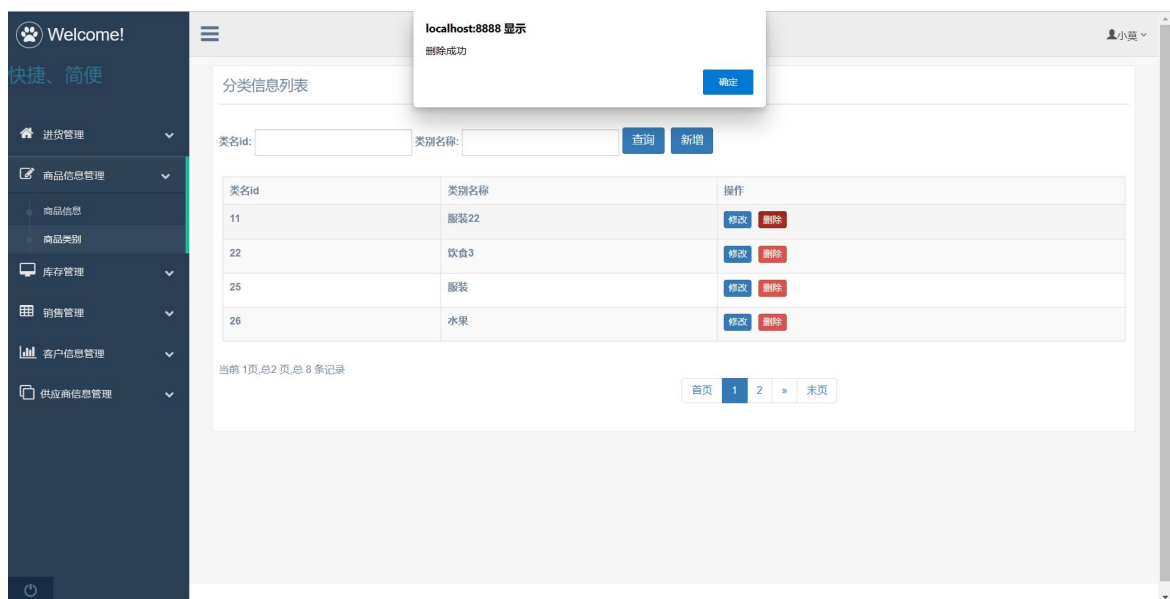 Welcome!
快捷、简便
进货管理
商品信息管理
商品信息
商品类别
库存管理
销售管理
客户信息管理
供应商信息管理
localhost:8888 显示
删除成功
确定
小莫
分类信息列表
类名id:
类别名称:
查询 新增
类名id 类别名称 操作
11 服装22 修改 删除
22 饮食3 修改 删除
25 服装 修改 删除
26 水果 修改 删除
当前 1页,总2 页,总 8 条记录
首页 1 2 » 末页